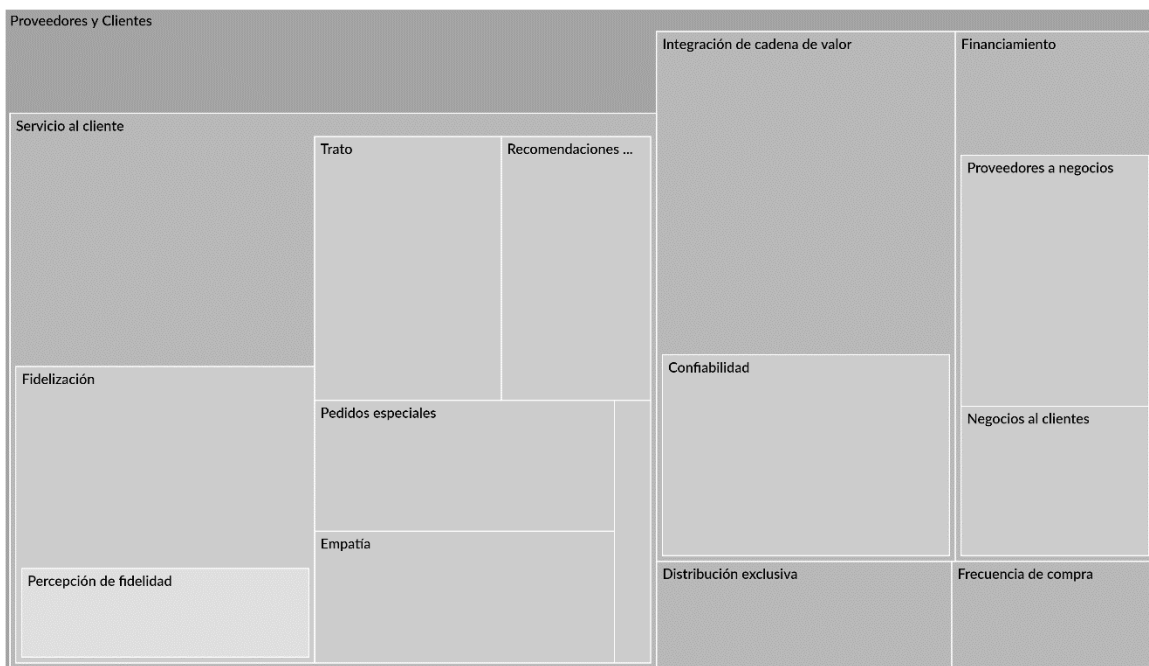 Proveedores y Clientes
Servicio al cliente
Trato
Recomendaciones ...
Fidelización
Pedidos especiales
Empatía
Percepción de fidelidad
Integración de cadena de valor
Confiabilidad
Financiamiento
Proveedores a negocios
Negocios al clientes
Distribución exclusiva
Frecuencia de compra